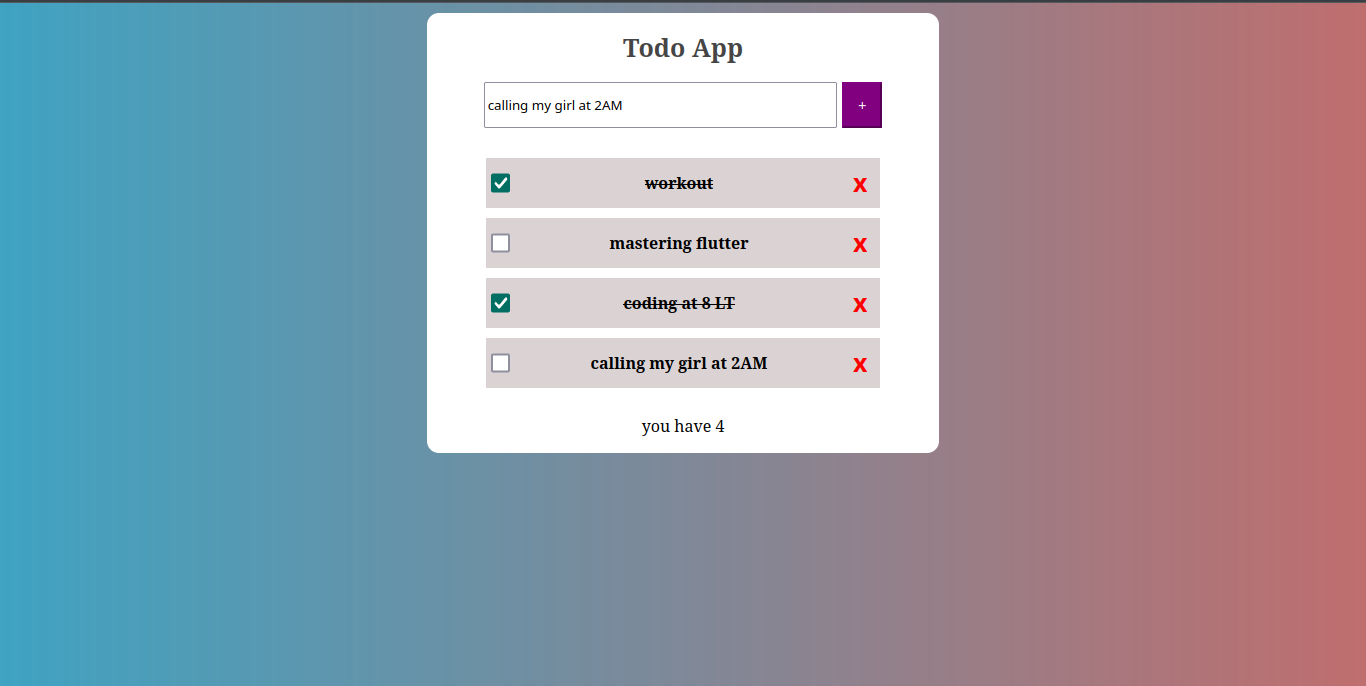 Todo App
calling my girl at 2AM
+
workout
X
mastering flutter
X
coding at 8 LT
X
calling my girl at 2AM
X
you have 4